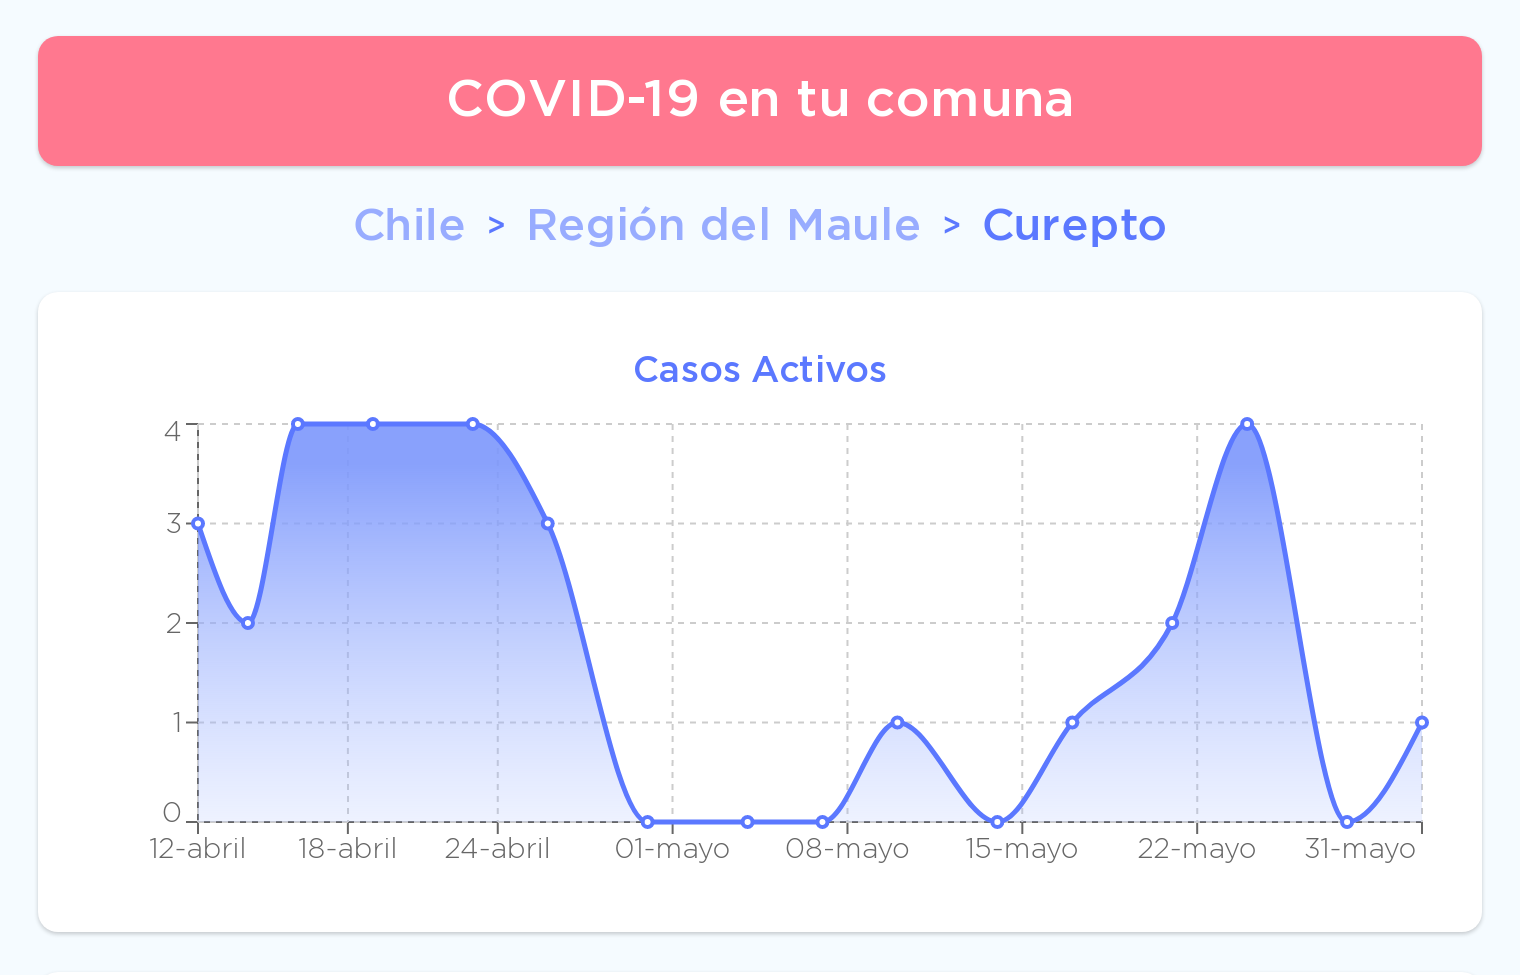 COVID-19 en tu comuna
Chile > Región del Maule > Curepto
Casos Activos
4
3
2
1
0
12-abril 18-abril 24-abril 01-mayo 08-mayo 15-mayo 22-mayo 31-mayo